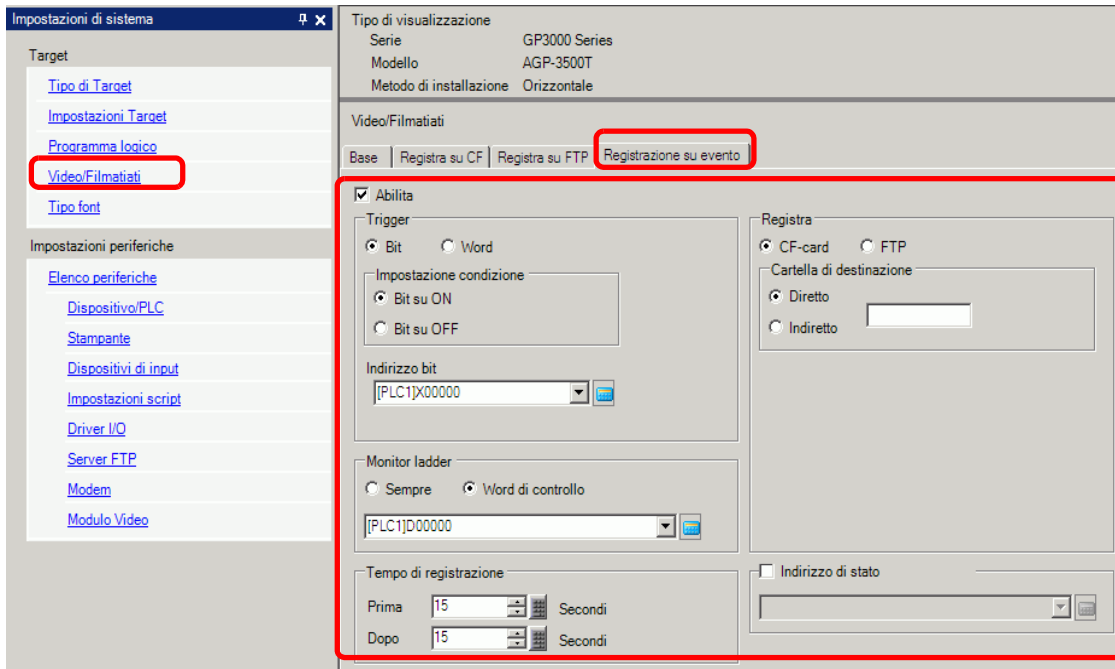 Impostazioni di sistema
Target
Tipo di Target
Impostazioni Target
Programma logico
Video/Filmatiati
Tipo font
Impostazioni periferiche
Elenco periferiche
Dispositivo/PLC
Stampante
Dispositivi di input
Impostazioni script
Driver I/O
Server FTP
Modem
Modulo Video
Tipo di visualizzazione
Serie GP3000 Series
Modello AGP-3500T
Metodo di installazione Orizzontale
Video/Filmatiati
Base Registra su CF Registra su FTP Registrazione su evento
Abilita
Trigger
Bit Word
Impostazione condizione
Bit su ON
Bit su OFF
Indirizzo bit
[PLC1]X00000
Monitor ladder
Sempre Word di controllo
[PLC1]D00000
Tempo di registrazione
Prima 15 Secondi
Dopo 15 Secondi
Registra
CF-card FTP
Cartella di destinazione
Diretto
Indiretto
Indirizzo di stato